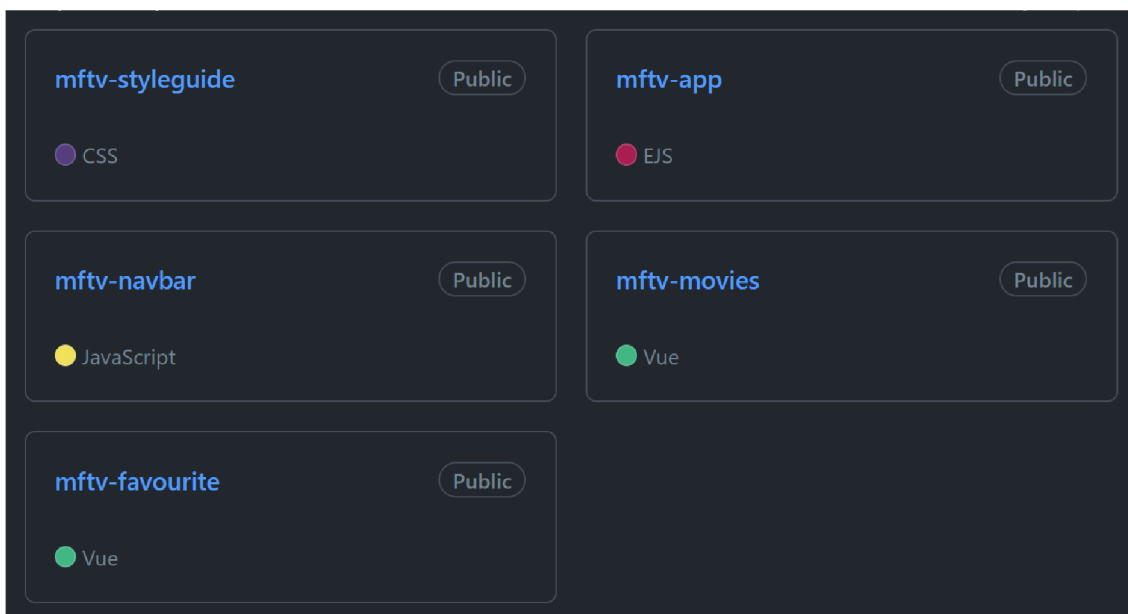 mftv-styleguide Public
CSS
mftv-app Public
EJS
mftv-navbar Public
JavaScript
mftv-movies Public
Vue
mftv-favourite Public
Vue